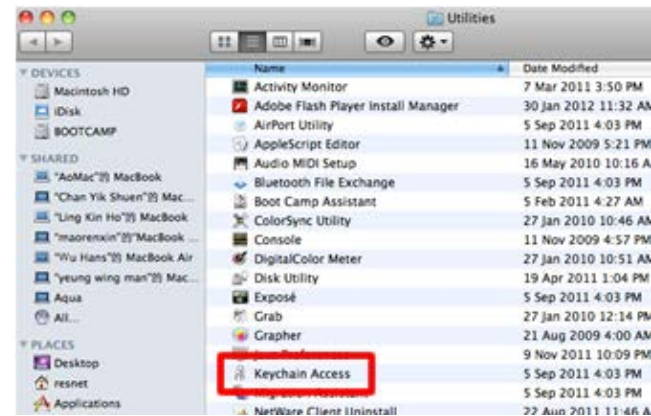 Utilities
Name Date Modified
DEVICES
Macintosh HD
iDisk
BOOTCAMP
SHARED
"AoMac"的 MacBook
"Chan Yik Shuen"的 Mac...
"Ling Kin Ho"的 MacBook
"maorenxin"的"MacBook ...
"Wu Hans"的 MacBook Air
"yeung wing man"的 Mac...
Aqua
All...
PLACES
Desktop
resnet
Applications
Activity Monitor 7 Mar 2011 3:50 PM
Adobe Flash Player Install Manager 30 Jan 2012 11:32 AM
AirPort Utility 5 Sep 2011 4:03 PM
AppleScript Editor 11 Nov 2009 5:21 PM
Audio MIDI Setup 16 May 2010 10:16 A
Bluetooth File Exchange 5 Sep 2011 4:03 PM
Boot Camp Assistant 5 Feb 2011 4:27 AM
ColorSync Utility 27 Jan 2010 10:46 AM
Console 11 Nov 2009 4:57 PM
DigitalColor Meter 27 Jan 2010 10:51 AM
Disk Utility 19 Apr 2011 1:04 PM
Exposé 5 Sep 2011 4:03 PM
Grab 27 Jan 2010 12:14 PM
Grapher 21 Aug 2009 4:00 AM
9 Nov 2011 10:09 PM
Keychain Access 5 Sep 2011 4:03 PM
5 Sep 2011 4:03 PM
NetWare Client Uninstall 22 Aug 2011 11:46 A